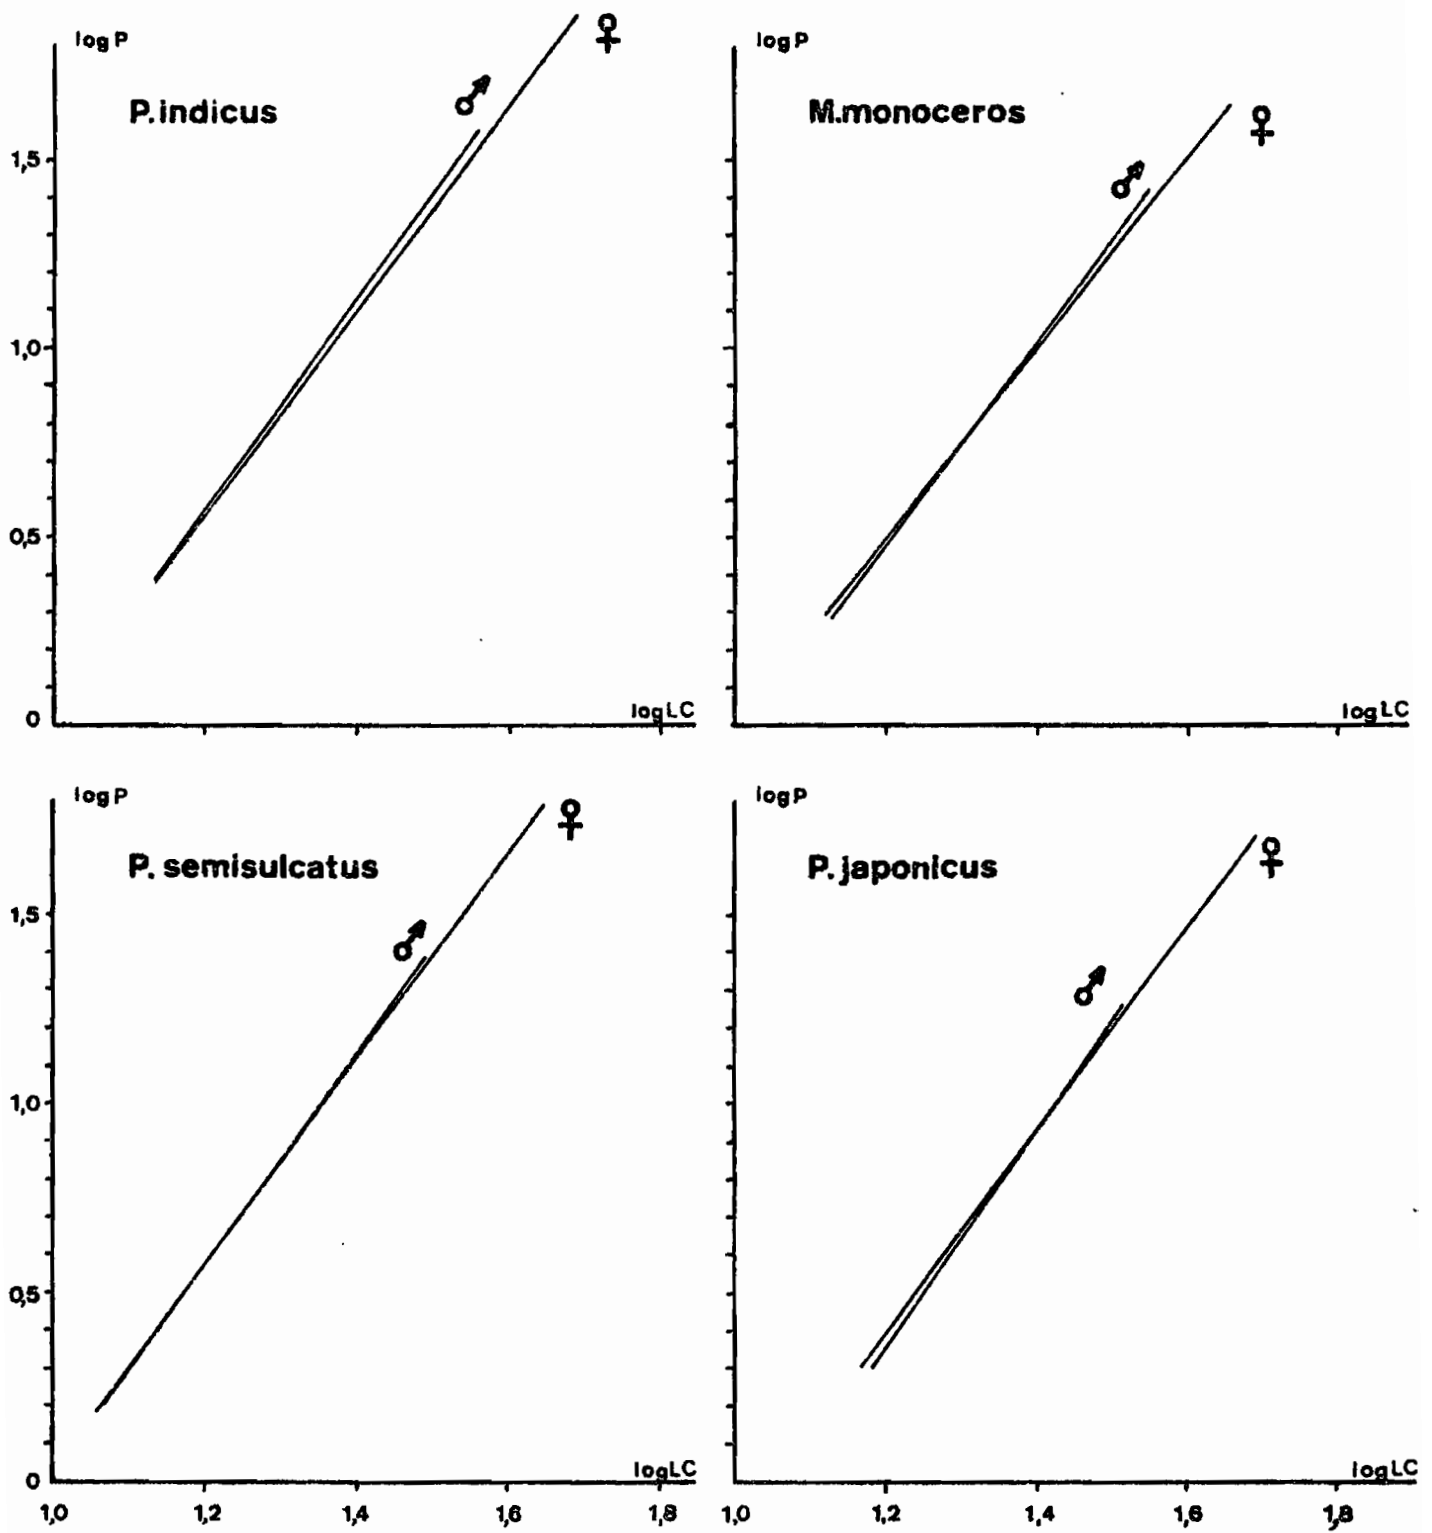 log P
♀
♂
P. indicus
1,5
1,0
0,5
0
log LC
log P
M.monoceros
♀
♂
log LC
log P
♀
P. semisulcatus
♂
1,5
1,0
0,5
0
log LC
1,0 1,2 1,4 1,6 1,8
log P
P. japonicus
♀
♂
log LC
1,0 1,2 1,4 1,6 1,8